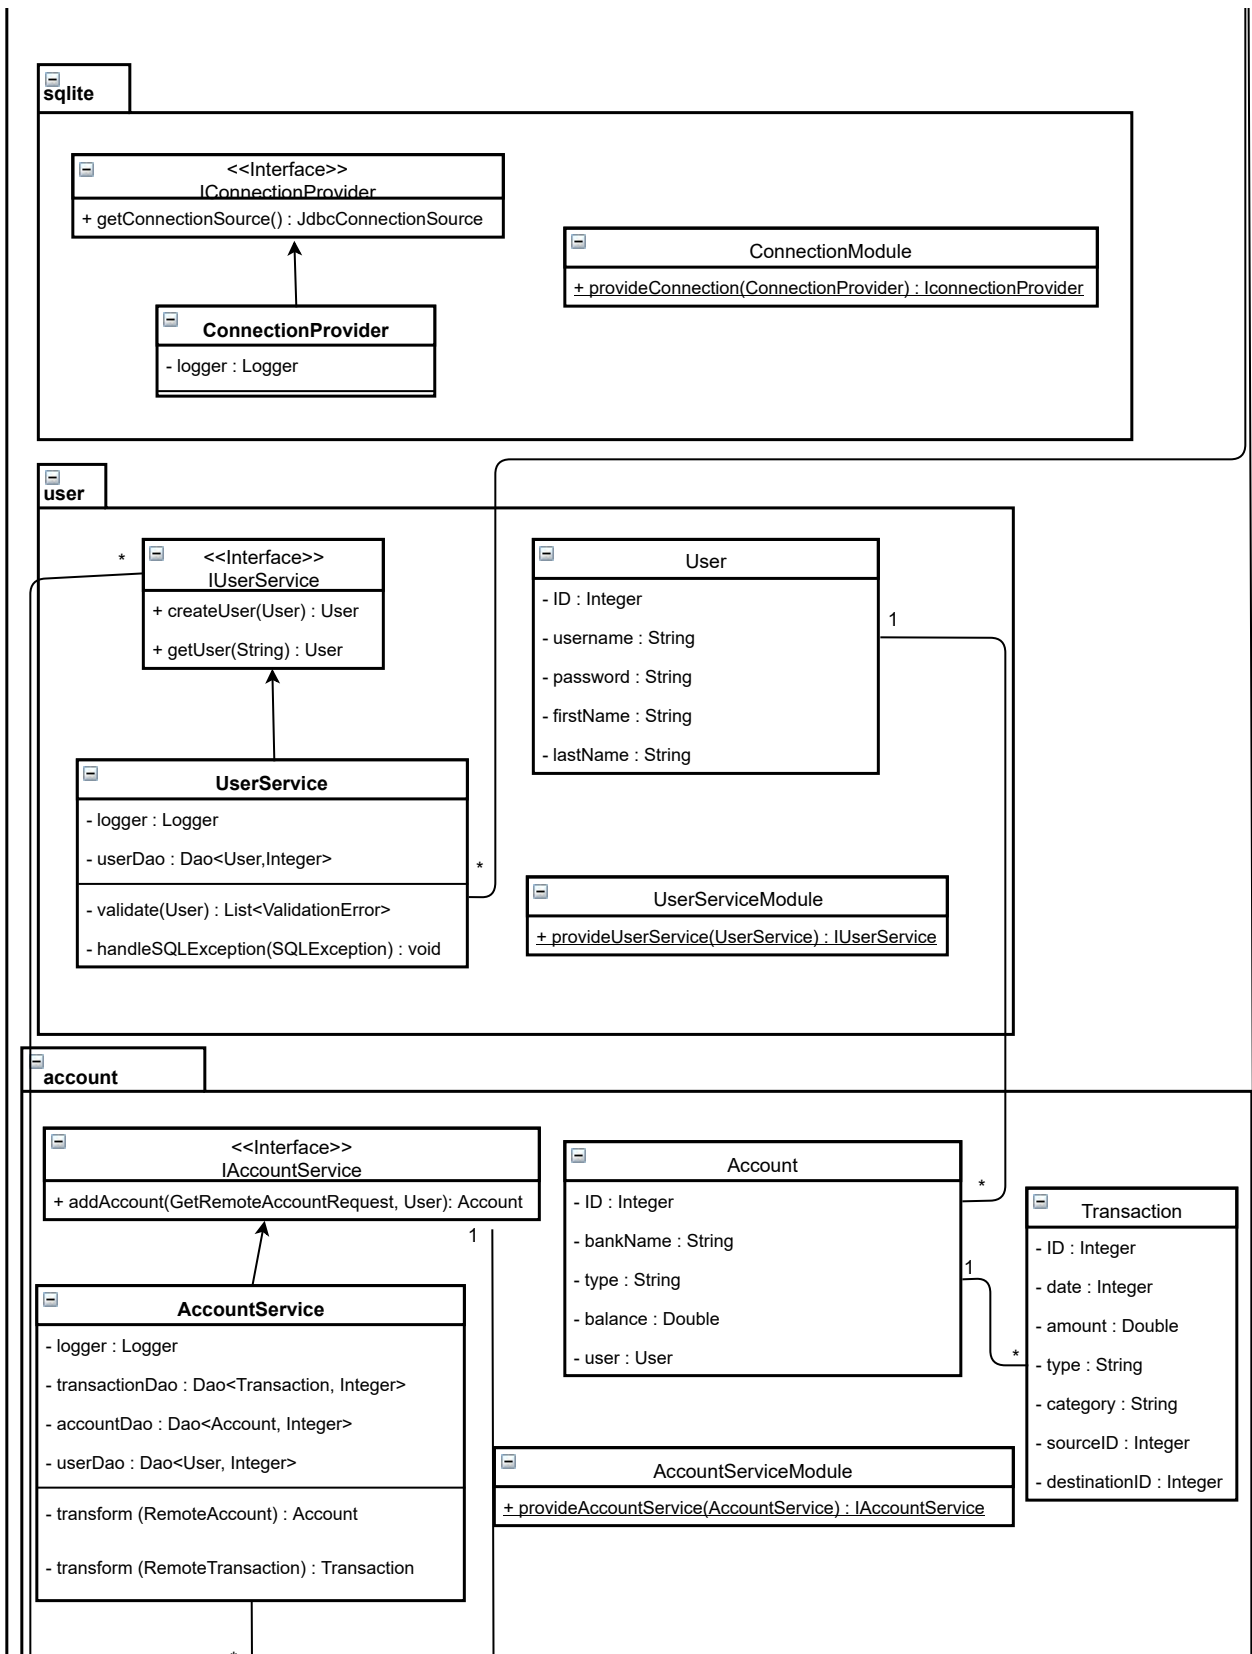 sqlite
<<Interface>>
IConnectionProvider
+ getConnectionSource() : JdbcConnectionSource
ConnectionModule
+ provideConnection(ConnectionProvider) : IconnectionProvider
ConnectionProvider
- logger : Logger
user
*
<<Interface>>
IUserService
+ createUser(User) : User
+ getUser(String) : User
User
- ID : Integer
- username : String
- password : String
- firstName : String
- lastName : String
1
UserService
- logger : Logger
- userDao : Dao<User,Integer>
- validate(User) : List<ValidationError>
- handleSQLException(SQLException) : void
*
UserServiceModule
+ provideUserService(UserService) : IUserService
account
<<Interface>>
IAccountService
+ addAccount(GetRemoteAccountRequest, User): Account
1
Account
- ID : Integer
- bankName : String
- type : String
- balance : Double
- user : User
*
1
*
Transaction
- ID : Integer
- date : Integer
- amount : Double
- type : String
- category : String
- sourceID : Integer
- destinationID : Integer
AccountService
- logger : Logger
- transactionDao : Dao<Transaction, Integer>
- accountDao : Dao<Account, Integer>
- userDao : Dao<User, Integer>
- transform (RemoteAccount) : Account
- transform (RemoteTransaction) : Transaction
*
AccountServiceModule
+ provideAccountService(AccountService) : IAccountService